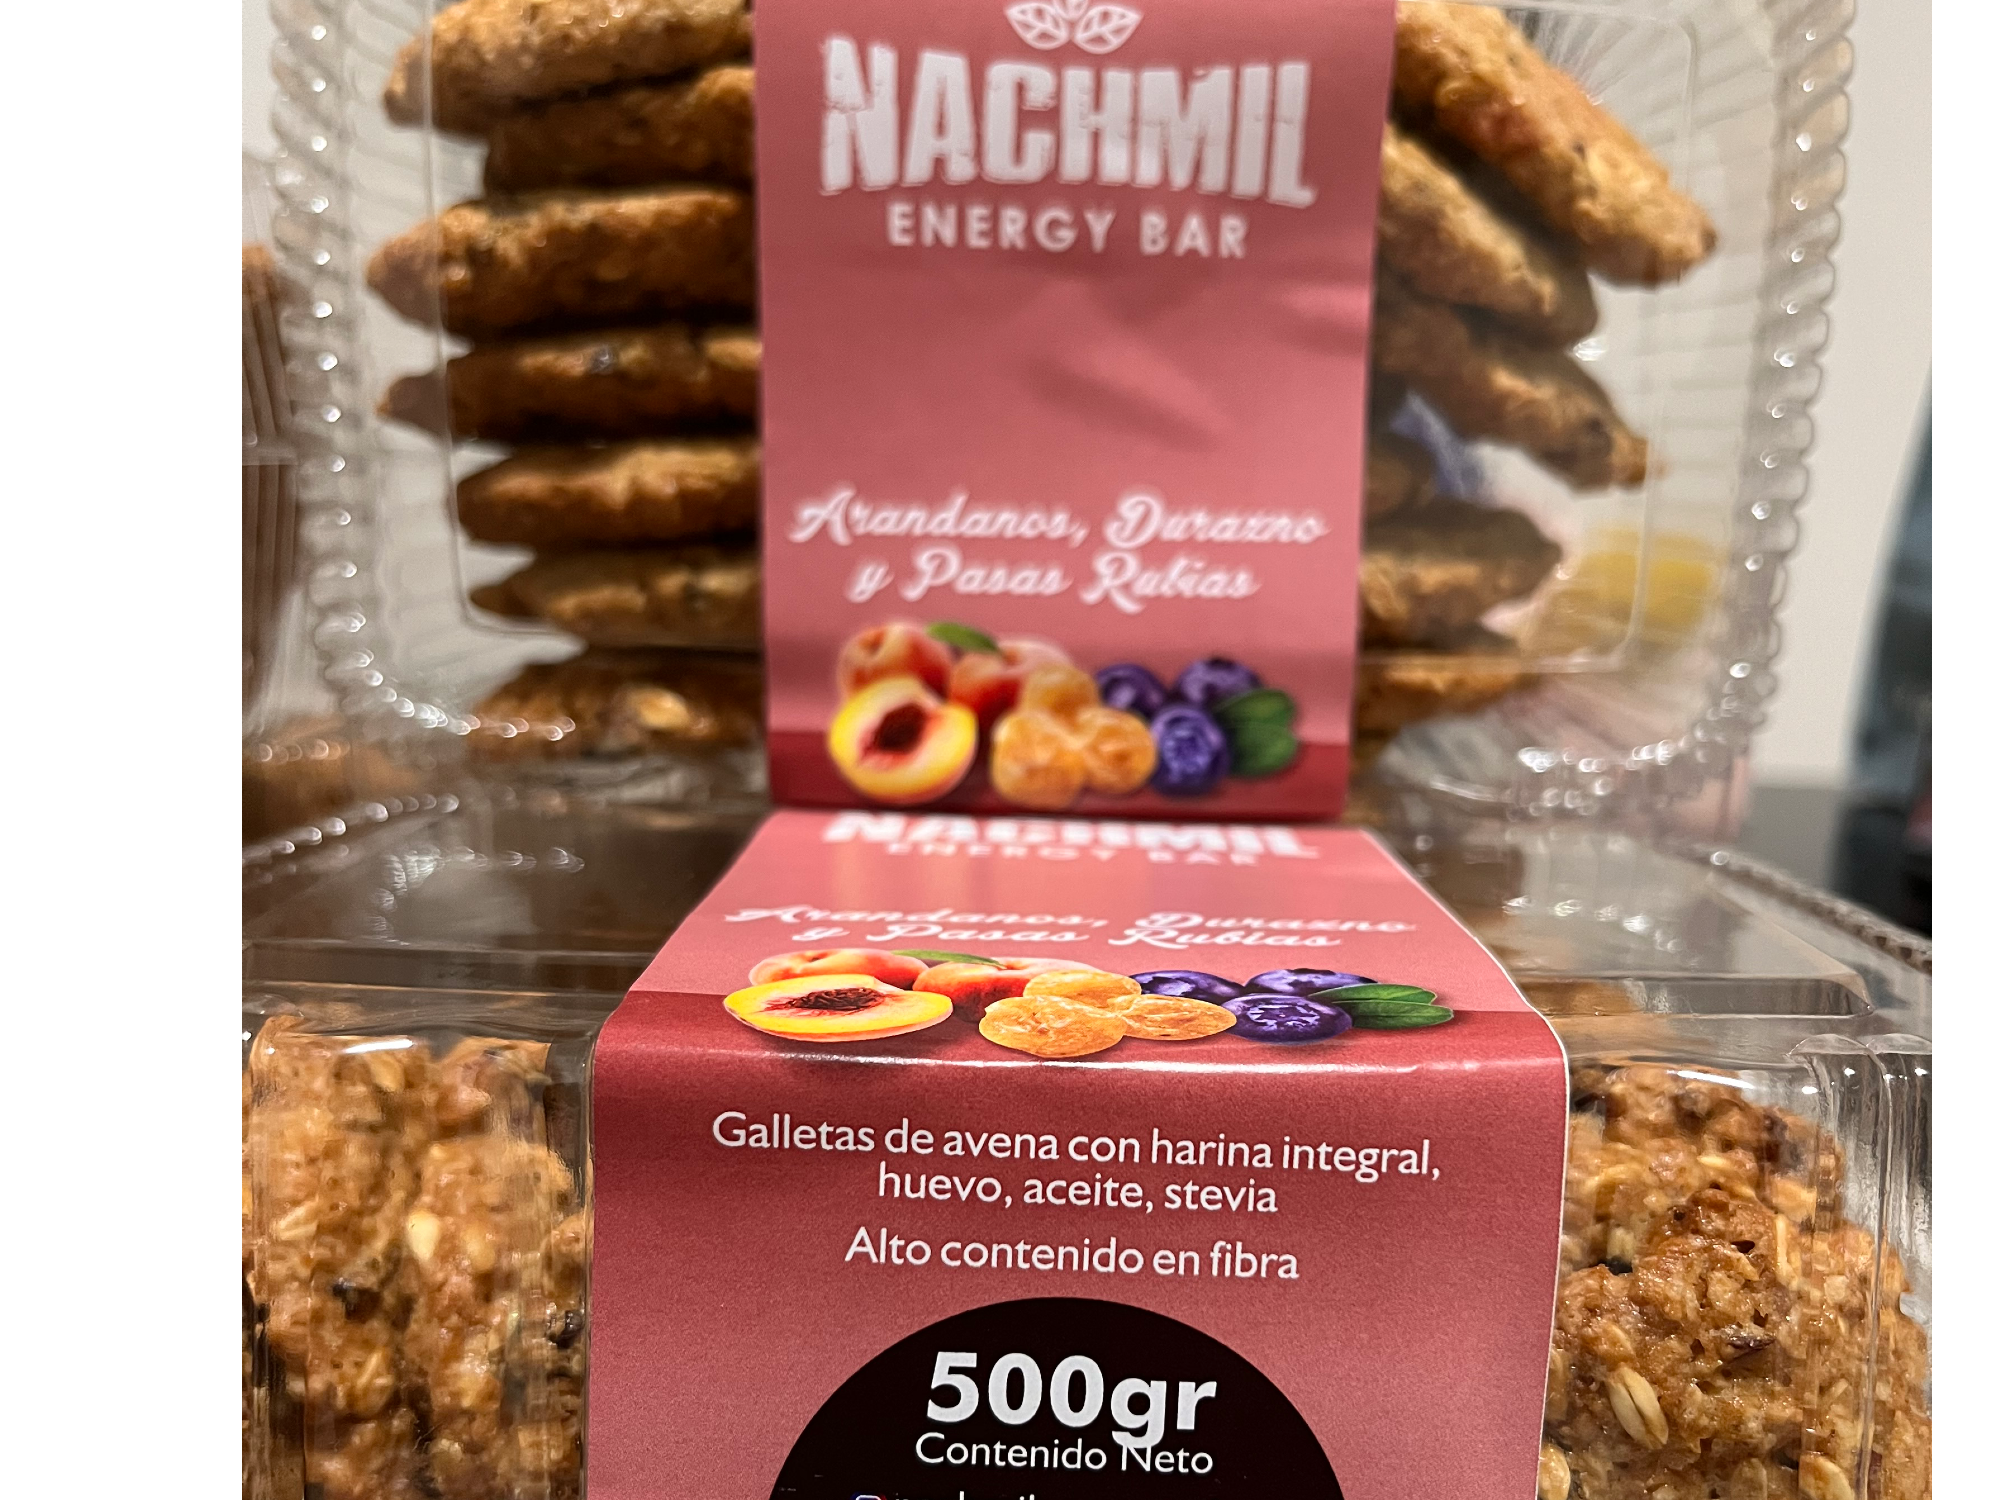 NACHMIL
ENERGY BAR
Arandanos, Durazno
y Pasas Rubias
NACHMIL
ENERGY BAR
Arandanos, Durazno
y Pasas Rubias
Galletas de avena con harina integral,
huevo, aceite, stevia
Alto contenido en fibra
500gr
Contenido Neto